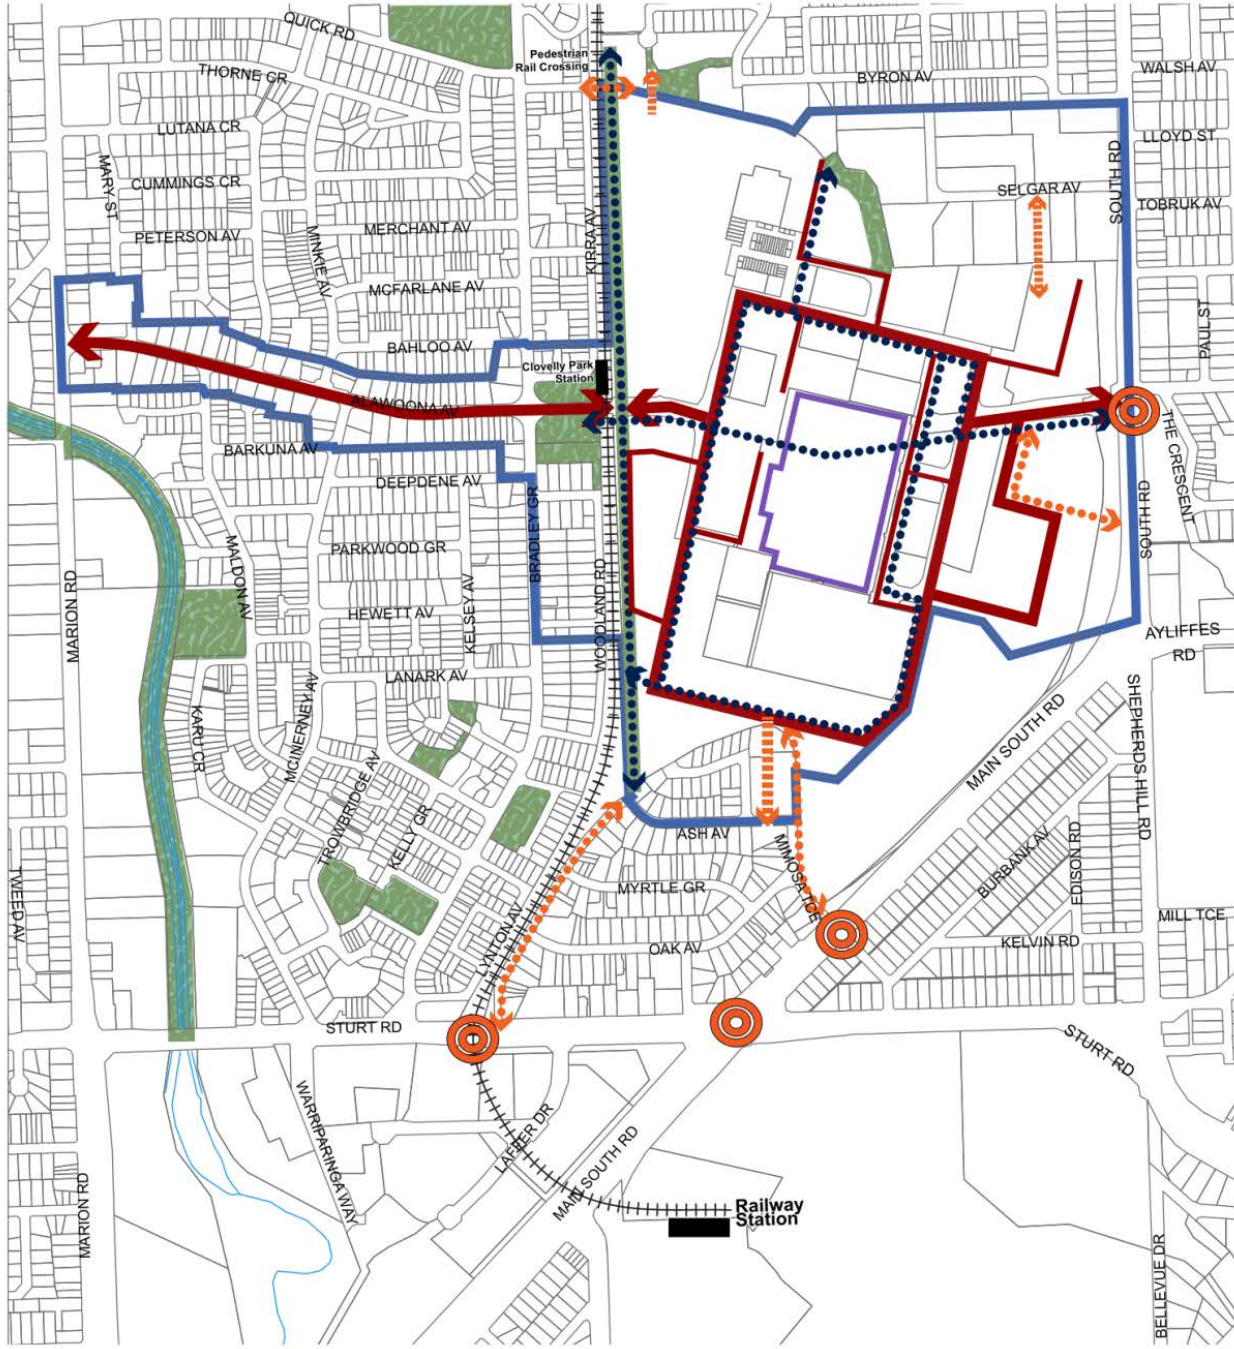 QUICK RD
Pedestrian
Rail Crossing
THORNE CR
BYRON AV
WALSH AV
LUTANA CR
LLOYD ST
MARY ST
CUMMINGS CR
SOUTH RD
SELGAR AV
TOBRUK AV
PETERSON AV
MINKIE AV
MERCHANT AV
KIRRA AV
MCFARLANE AV
PAUL ST
BAHLOO AV
Clovelly Park
Station
ALAWOONA AV
BARKUNA AV
THE CRESCENT
DEEPDENE AV
BRADLEY GR
SOUTH RD
PARKWOOD GR
MALDON AV
MARION RD
HEWETT AV
KELSEY AV
WOODLAND RD
AYLIFFES
RD
LANARK AV
KARU CR
MCINERNEY AV
MAIN SOUTH RD
SHEPHERDS HILL RD
TROWBRIDGE AV
KELLY GR
ASH AV
MIMOSA TCE
BURBANK AV
EDISON RD
TWEED AV
MYRTLE GR
LYNTON AV
OAK AV
KELVIN RD
MILL TCE
STURT RD
STURT RD
WARRIPARINGA WAY
LAFFER DR
MAIN SOUTH RD
MARION RD
Railway
Station
BELLEVUE DR